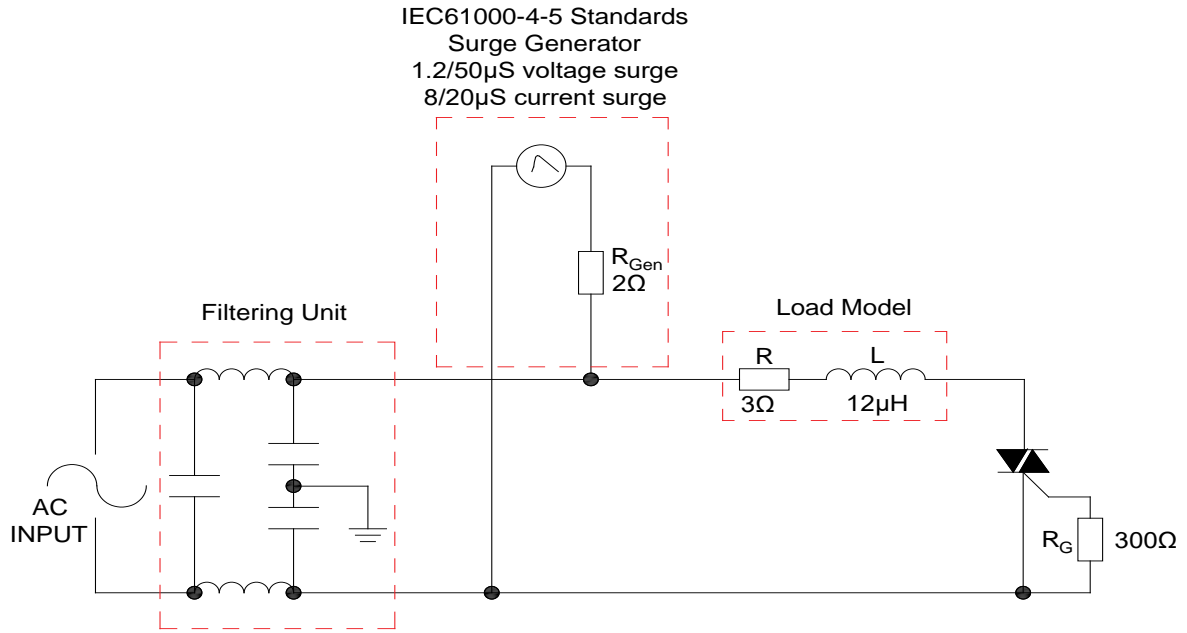 IEC61000-4-5 Standards
Surge Generator
1.2/50µS voltage surge
8/20µS current surge
RGen
2Ω
Filtering Unit
Load Model
R
L
3Ω
12µH
AC
INPUT
RG
300Ω